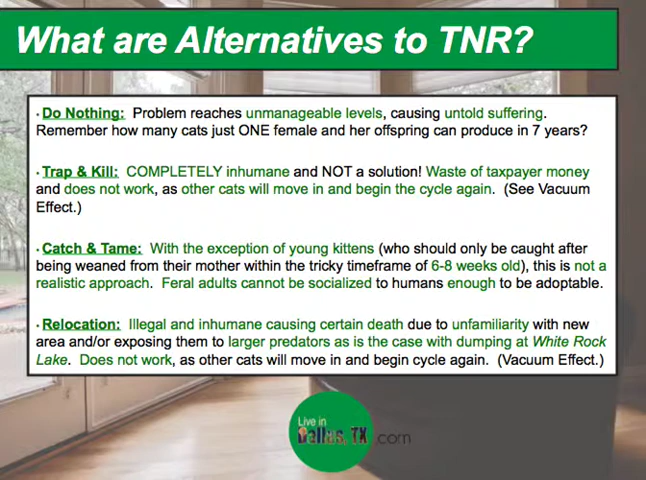 What are Alternatives to TNR?
· Do Nothing: Problem reaches unmanageable levels, causing untold suffering.
Remember how many cats just ONE female and her offspring can produce in 7 years?
· Trap & Kill: COMPLETELY inhumane and NOT a solution! Waste of taxpayer money
and does not work, as other cats will move in and begin the cycle again. (See Vacuum
Effect.)
· Catch & Tame: With the exception of young kittens (who should only be caught after
being weaned from their mother within the tricky timeframe of 6-8 weeks old), this is not a
realistic approach. Feral adults cannot be socialized to humans enough to be adoptable.
· Relocation: Illegal and inhumane causing certain death due to unfamiliarity with new
area and/or exposing them to larger predators as is the case with dumping at White Rock
Lake. Does not work, as other cats will move in and begin cycle again. (Vacuum Effect.)
Live in
Dallas, TX .com